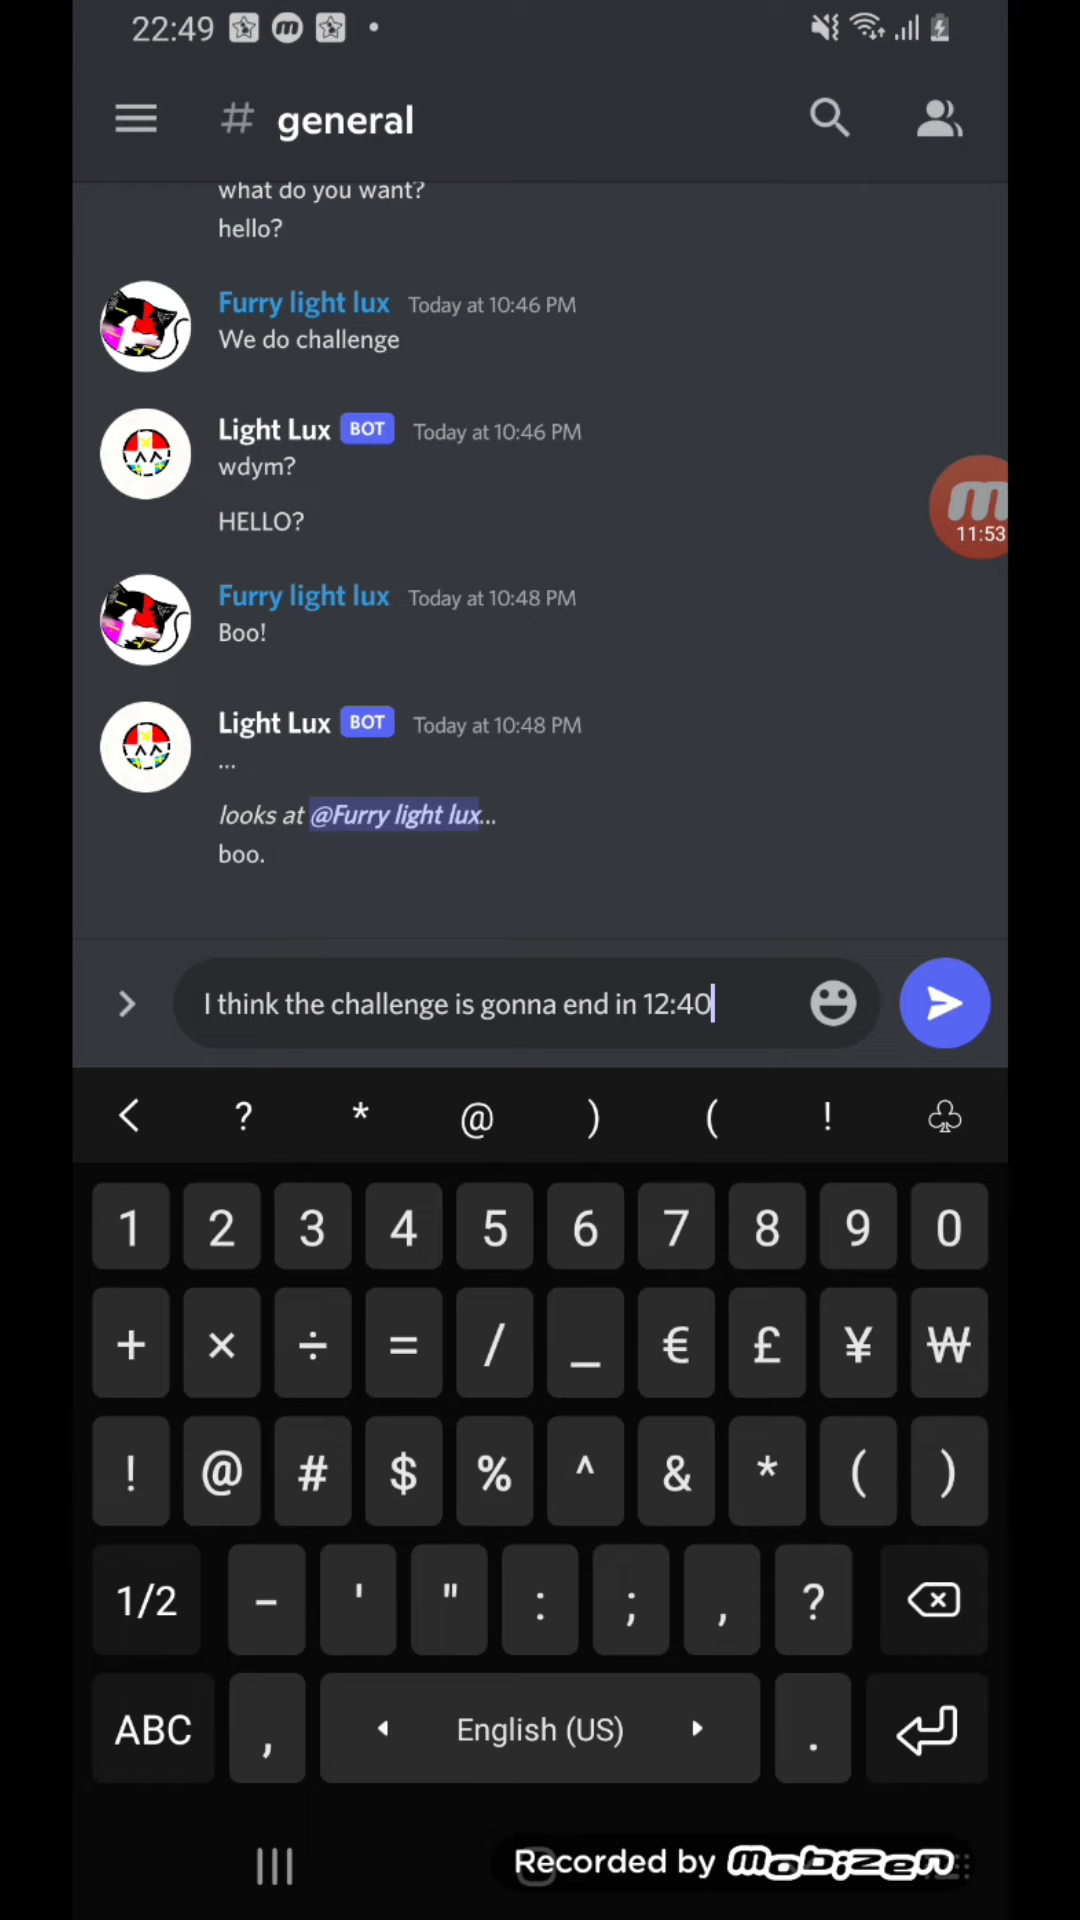 22:49
# general
what do you want?
hello?
Furry light lux Today at 10:46 PM
We do challenge
Light Lux BOT Today at 10:46 PM
wdym?
HELLO?
m
11:53
Furry light lux Today at 10:48 PM
Boo!
Light Lux BOT Today at 10:48 PM
...
looks at @Furry light lux...
boo.
I think the challenge is gonna end in 12:40
? * @ ) ( ! ♧
1 2 3 4 5 6 7 8 9 0
+ × ÷ = / _ € £ ¥ ₩
! @ # $ % ^ & * ( )
1/2 - ' " : ; , ?
ABC , English (US) .
Recorded by Mobizen